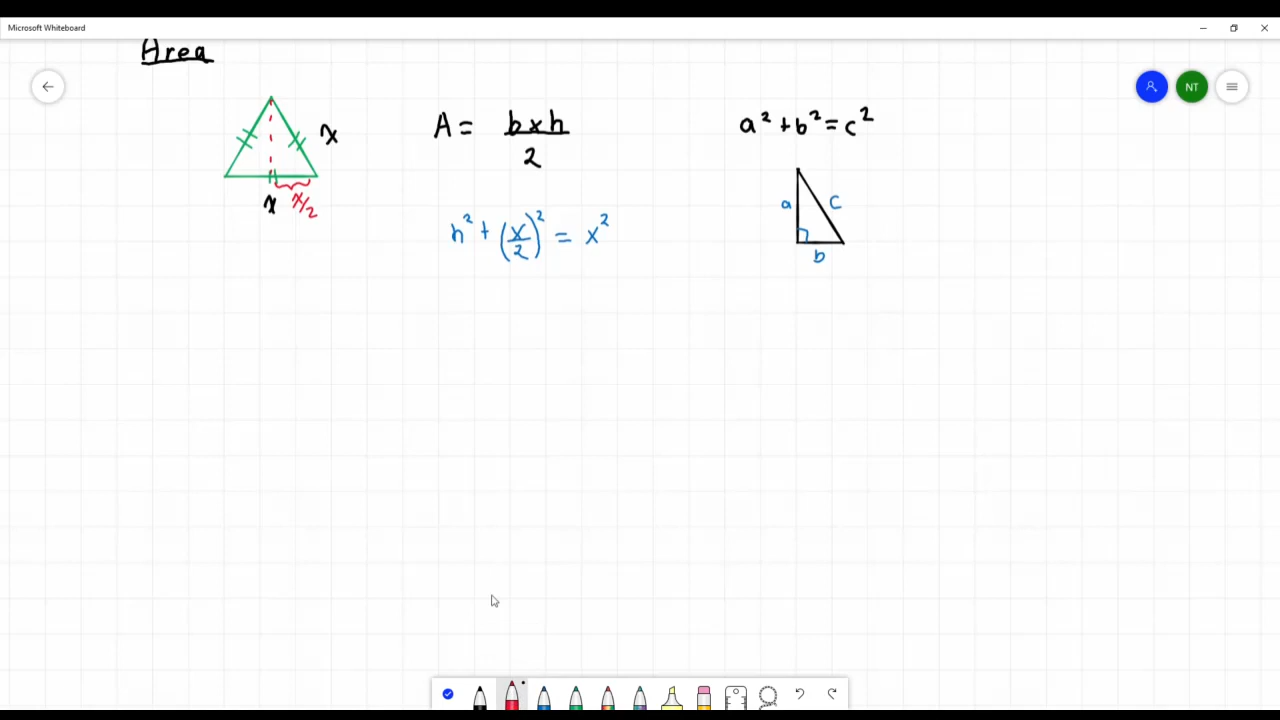 Microsoft Whiteboard
Area
NT
x
x
x/2
A = b x h / 2
a² + b² = c²
h² + (x/2)² = x²
a
c
b